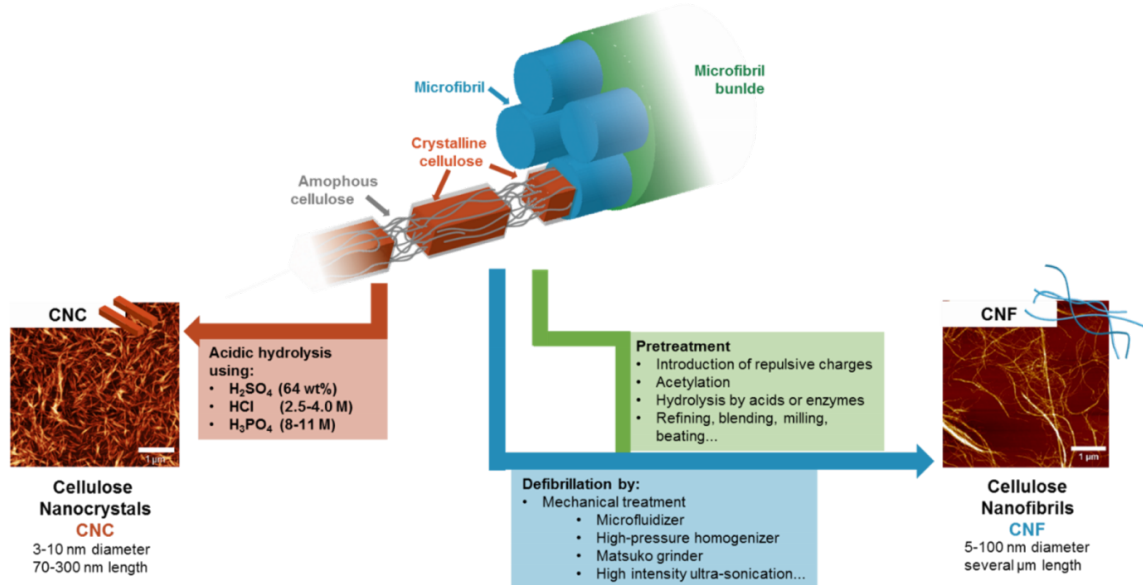 Microfibril
bunlde
Microfibril
Crystalline
cellulose
Amophous
cellulose
CNC
1 µm
Cellulose
Nanocrystals
CNC
3-10 nm diameter
70-300 nm length
Acidic hydrolysis
using:
• H₂SO₄ (64 wt%)
• HCl (2.5-4.0 M)
• H₃PO₄ (8-11 M)
Pretreatment
• Introduction of repulsive charges
• Acetylation
• Hydrolysis by acids or enzymes
• Refining, blending, milling,
beating...
Defibrillation by:
• Mechanical treatment
• Microfluidizer
• High-pressure homogenizer
• Matsuko grinder
• High intensity ultra-sonication...
CNF
1 µm
Cellulose
Nanofibrils
CNF
5-100 nm diameter
several µm length